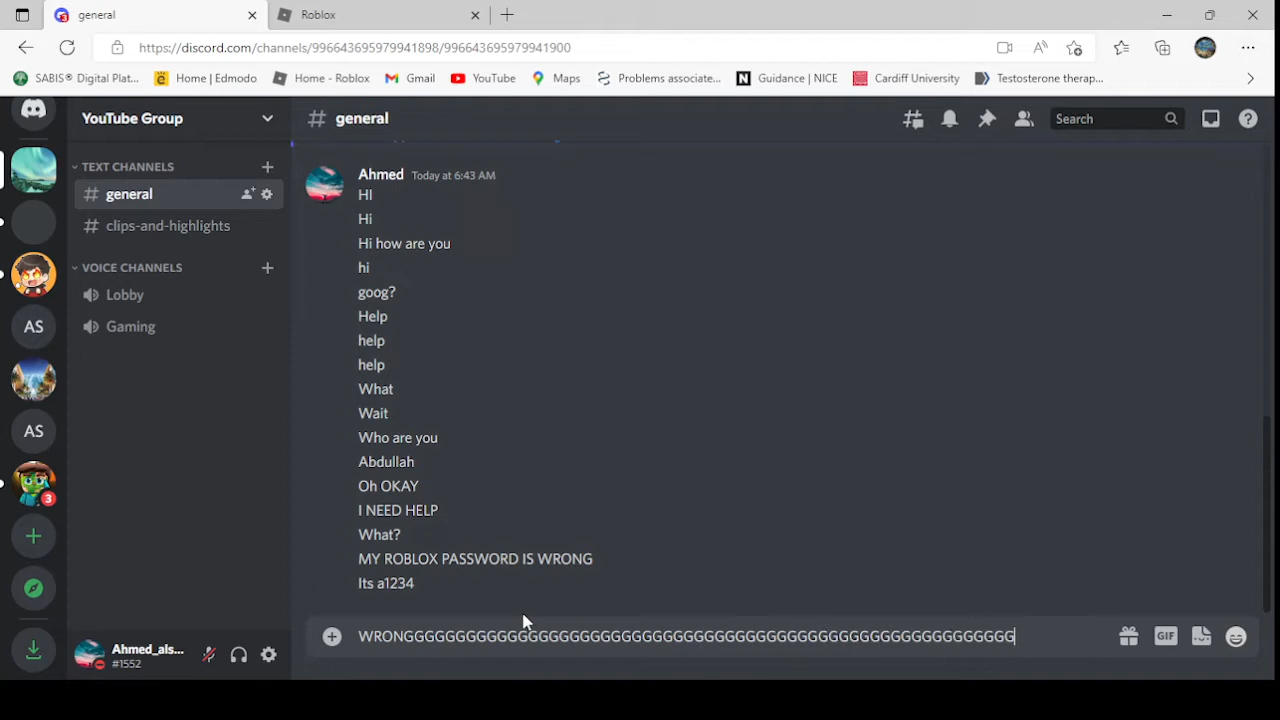 general
Roblox
https://discord.com/channels/996643695979941898/996643695979941900
SABIS® Digital Plat...
Home | Edmodo
Home - Roblox
Gmail
YouTube
Maps
Problems associate...
Guidance | NICE
Cardiff University
Testosterone therap...
YouTube Group
general
Search
TEXT CHANNELS
general
clips-and-highlights
VOICE CHANNELS
Lobby
Gaming
AS
AS
3
Ahmed_als...
#1552
Ahmed Today at 6:43 AM
HI
Hi
Hi how are you
hi
goog?
Help
help
help
What
Wait
Who are you
Abdullah
Oh OKAY
I NEED HELP
What?
MY ROBLOX PASSWORD IS WRONG
Its a1234
WRONGGGGGGGGGGGGGGGGGGGGGGGGGGGGGGGGGGGGGGGGGGGGGGGGGGGGGGGGGGGG
GIF